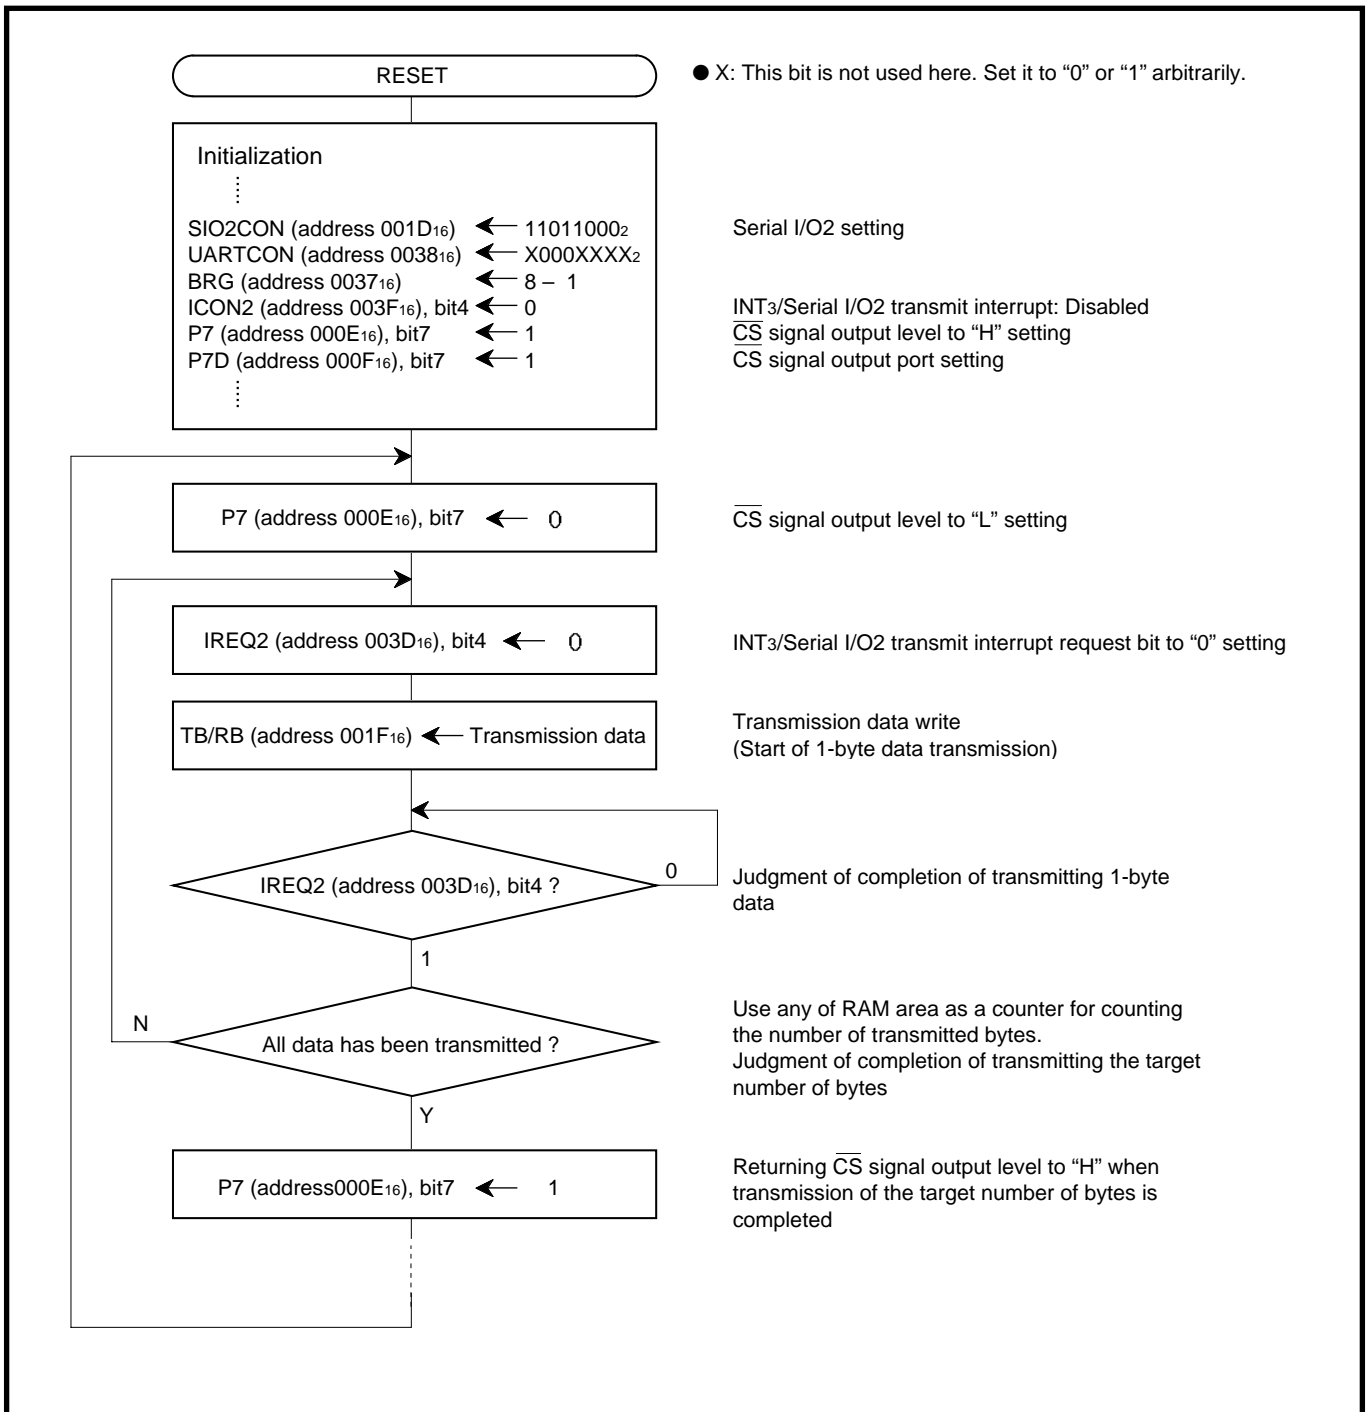 RESET
● X: This bit is not used here. Set it to “0” or “1” arbitrarily.
Initialization
SIO2CON (address 001D16) ← 110110002 Serial I/O2 setting
UARTCON (address 003816) ← X000XXXX2
BRG (address 003716) ← 8 – 1
ICON2 (address 003F16), bit4 ← 0 INT3/Serial I/O2 transmit interrupt: Disabled
P7 (address 000E16), bit7 ← 1 C̅S̅ signal output level to “H” setting
P7D (address 000F16), bit7 ← 1 C̅S̅ signal output port setting
P7 (address 000E16), bit7 ← 0 C̅S̅ signal output level to “L” setting
IREQ2 (address 003D16), bit4 ← 0 INT3/Serial I/O2 transmit interrupt request bit to “0” setting
TB/RB (address 001F16) ← Transmission data
Transmission data write
(Start of 1-byte data transmission)
IREQ2 (address 003D16), bit4 ?
0
1
Judgment of completion of transmitting 1-byte
data
All data has been transmitted ?
N
Y
Use any of RAM area as a counter for counting
the number of transmitted bytes.
Judgment of completion of transmitting the target
number of bytes
P7 (address000E16), bit7 ← 1
Returning C̅S̅ signal output level to “H” when
transmission of the target number of bytes is
completed